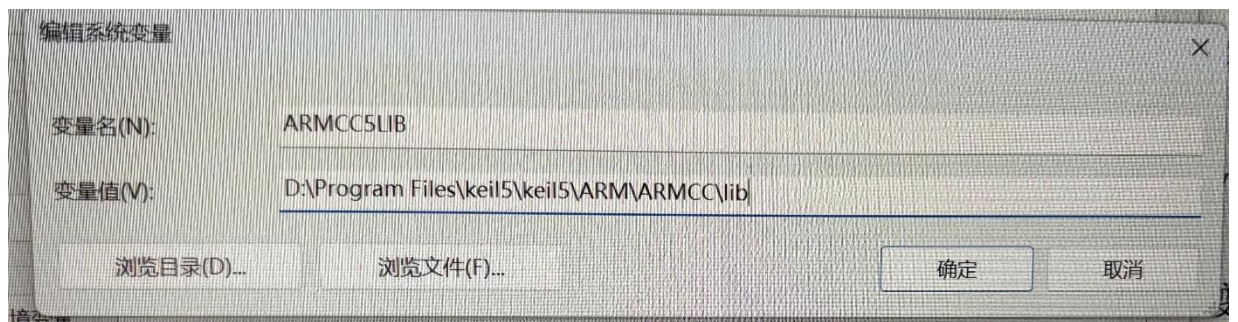 编辑系统变量
变量名(N): ARMCC5LIB
变量值(V): D:\Program Files\keil5\keil5\ARM\ARMCC\lib
浏览目录(D)... 浏览文件(F)... 确定 取消